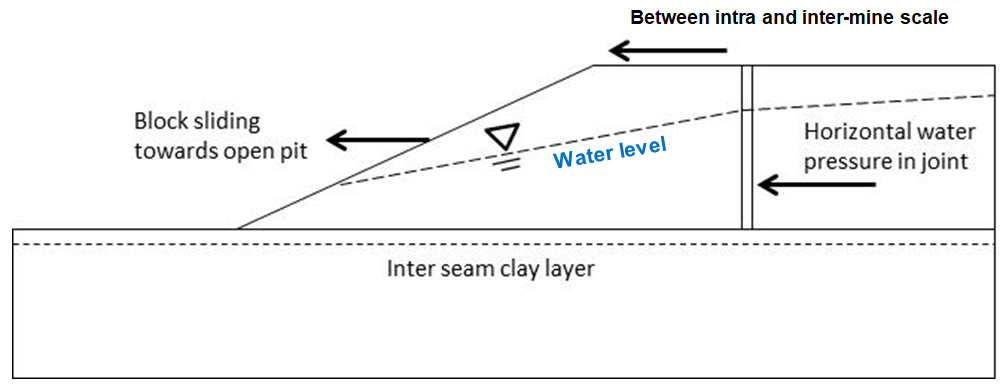 Between intra and inter-mine scale
Block sliding
towards open pit
Water level
Horizontal water
pressure in joint
Inter seam clay layer